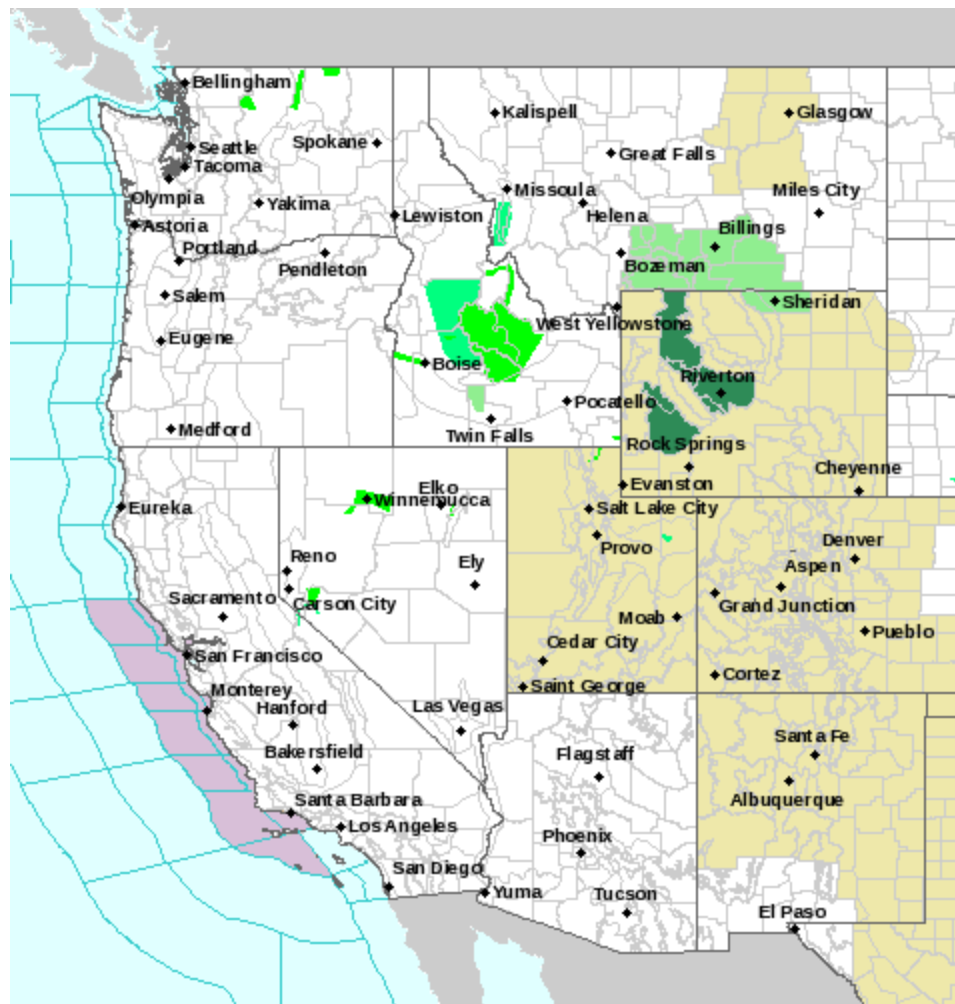 Bellingham
Kalispell
Glasgow
Seattle
Spokane
Great Falls
Tacoma
Missoula
Miles City
Olympia
Yakima
Lewiston
Helena
Astoria
Billings
Portland
Pendleton
Bozeman
Salem
Sheridan
West Yellowstone
Eugene
Boise
Riverton
Pocatello
Medford
Twin Falls
Rock Springs
Cheyenne
Elko
Evanston
Winnemucca
Eureka
Salt Lake City
Denver
Provo
Reno
Ely
Aspen
Sacramento
Carson City
Grand Junction
Moab
Pueblo
Cedar City
San Francisco
Cortez
Saint George
Monterey
Hanford
Las Vegas
Santa Fe
Bakersfield
Flagstaff
Albuquerque
Santa Barbara
Los Angeles
Phoenix
San Diego
Yuma
Tucson
El Paso